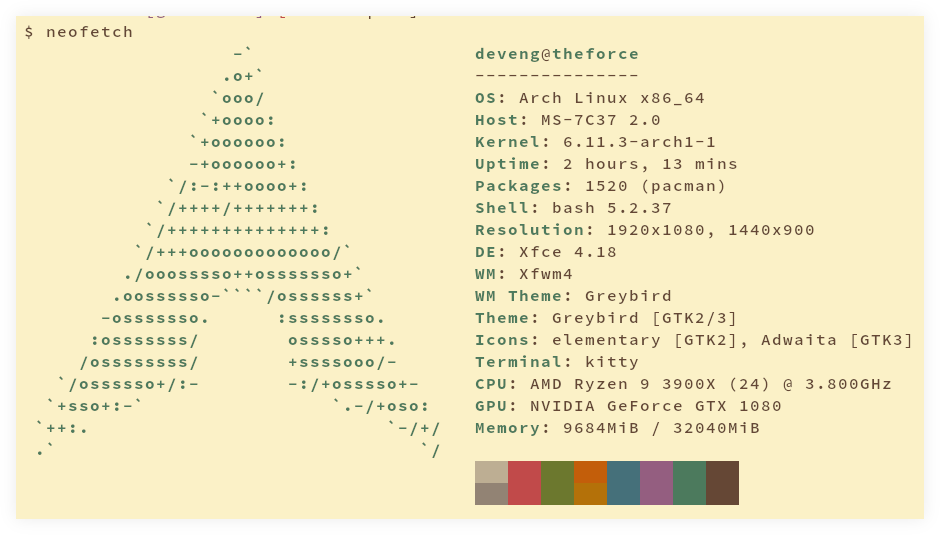 $ neofetch
-` deveng@theforce
.o+` ---------------
`ooo/ OS: Arch Linux x86_64
`+oooo: Host: MS-7C37 2.0
`+oooooo: Kernel: 6.11.3-arch1-1
-+oooooo+: Uptime: 2 hours, 13 mins
`/:-:++oooo+: Packages: 1520 (pacman)
`/++++/+++++++: Shell: bash 5.2.37
`/++++++++++++++: Resolution: 1920x1080, 1440x900
`/+++ooooooooooooo/` DE: Xfce 4.18
./ooosssso++osssssso+` WM: Xfwm4
.oossssso-````/ossssss+` WM Theme: Greybird
-osssssso. :ssssssso. Theme: Greybird [GTK2/3]
:osssssss/ osssso+++. Icons: elementary [GTK2], Adwaita [GTK3]
/ossssssss/ +ssssooo/- Terminal: kitty
`/ossssso+/:- -:/+osssso+- CPU: AMD Ryzen 9 3900X (24) @ 3.800GHz
`+sso+:-` `.-/+oso: GPU: NVIDIA GeForce GTX 1080
`++:. `-/+/ Memory: 9684MiB / 32040MiB
.` `/